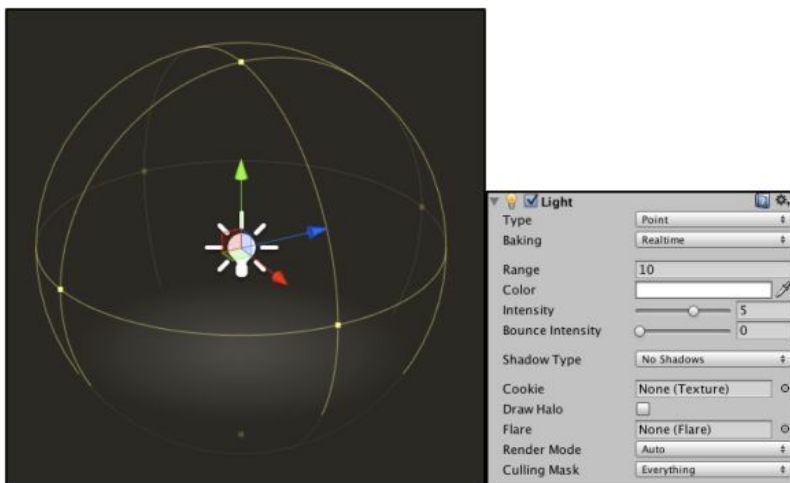 Light
Type Point
Baking Realtime
Range 10
Color
Intensity 5
Bounce Intensity 0
Shadow Type No Shadows
Cookie None (Texture)
Draw Halo
Flare None (Flare)
Render Mode Auto
Culling Mask Everything